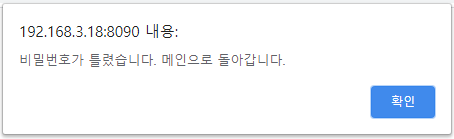 192.168.3.18:8090 내용:
비밀번호가 틀렸습니다. 메인으로 돌아갑니다.
확인